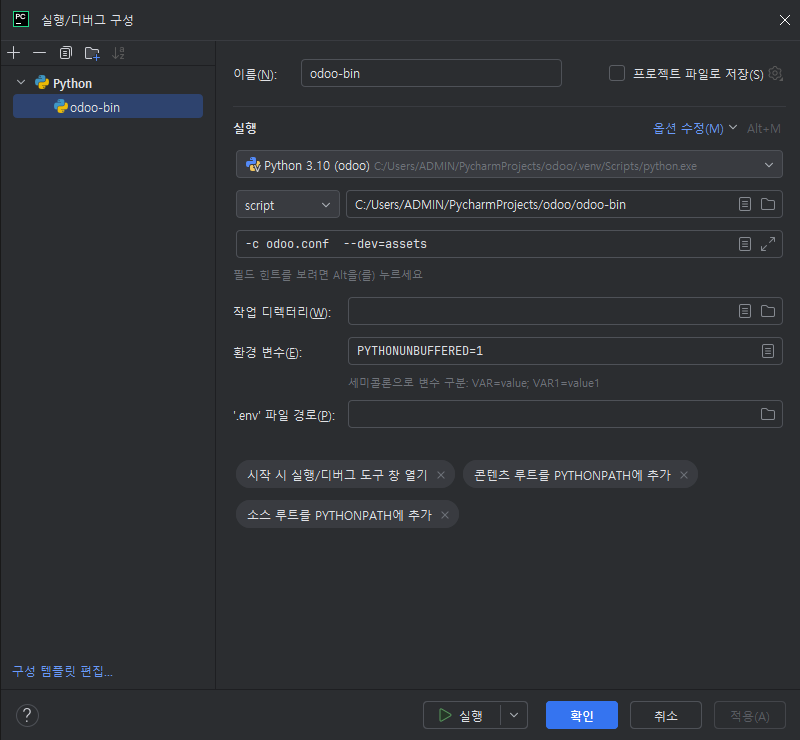 PC 실행/디버그 구성
Python
odoo-bin
이름(N): odoo-bin 프로젝트 파일로 저장(S)
실행 옵션 수정(M) Alt+M
Python 3.10 (odoo) C:/Users/ADMIN/PycharmProjects/odoo/.venv/Scripts/python.exe
script C:/Users/ADMIN/PycharmProjects/odoo/odoo-bin
-c odoo.conf  --dev=assets
필드 힌트를 보려면 Alt을(를) 누르세요
작업 디렉터리(W):
환경 변수(E): PYTHONUNBUFFERED=1
세미콜론으로 변수 구분: VAR=value; VAR1=value1
'.env' 파일 경로(P):
시작 시 실행/디버그 도구 창 열기 × 콘텐츠 루트를 PYTHONPATH에 추가 ×
소스 루트를 PYTHONPATH에 추가 ×
구성 템플릿 편집...
? 실행 확인 취소 적용(A)